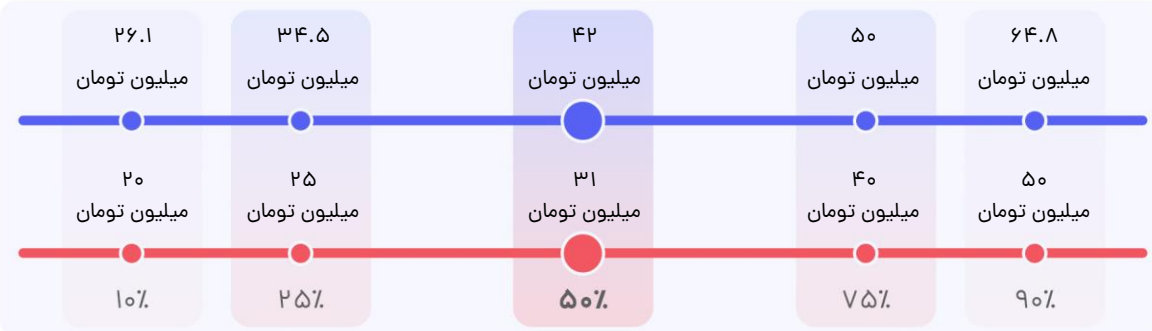 ۲۶.۱ ۳۴.۵ ۴۲ ۵۰ ۶۴.۸
میلیون تومان میلیون تومان میلیون تومان میلیون تومان میلیون تومان
۲۰ ۲۵ ۳۱ ۴۰ ۵۰
میلیون تومان میلیون تومان میلیون تومان میلیون تومان میلیون تومان
۱۰٪ ۲۵٪ ۵۰٪ ۷۵٪ ۹۰٪